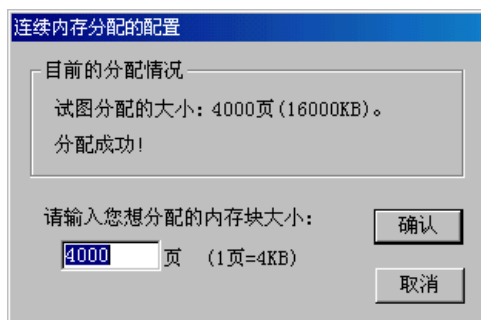 连续内存分配的配置
目前的分配情况
试图分配的大小: 4000页(16000KB)。
分配成功!
请输入您想分配的内存块大小:
确认
4000 页 (1页=4KB)
取消